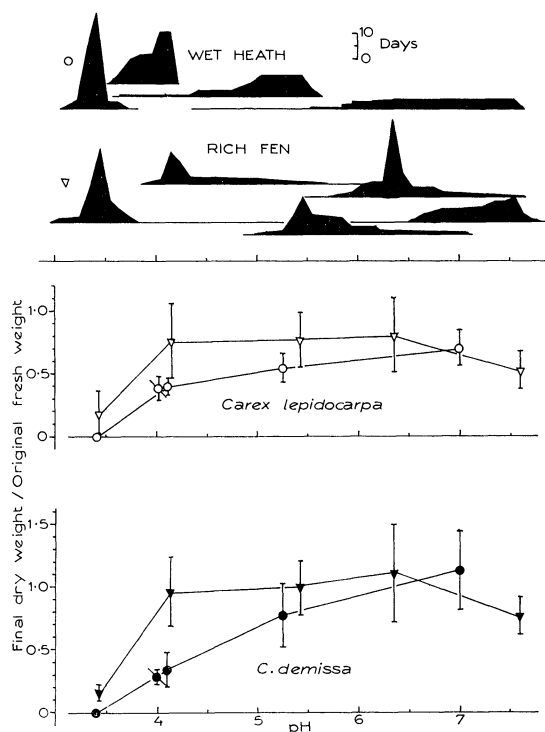 WET HEATH
10
0
Days
RICH FEN
Final dry weight / Original fresh weight
1·0
0·5
0
Carex lepidocarpa
1·5
1·0
0·5
0
C. demissa
4
5
6
7
pH